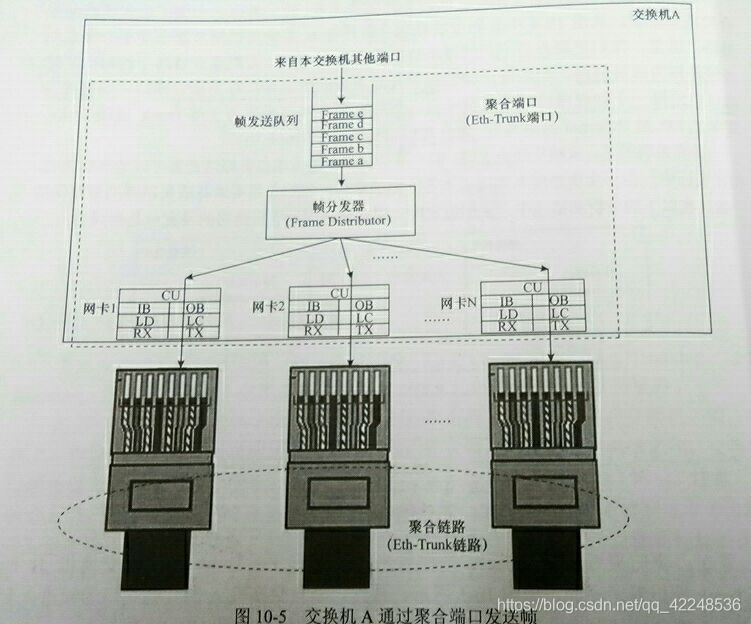 交换机A
来自本交换机其他端口
帧发送队列
Frame e
Frame d
Frame c
Frame b
Frame a
聚合端口
(Eth-Trunk端口)
帧分发器
(Frame Distributor)
......
网卡1
CU
IB OB
LD LC
RX TX
网卡2
CU
IB OB
LD LC
RX TX
......
网卡N
CU
IB OB
LD LC
RX TX
......
聚合链路
(Eth-Trunk链路)
图 10-5 交换机 A 通过聚合端口发送帧
https://blog.csdn.net/qq_42248536